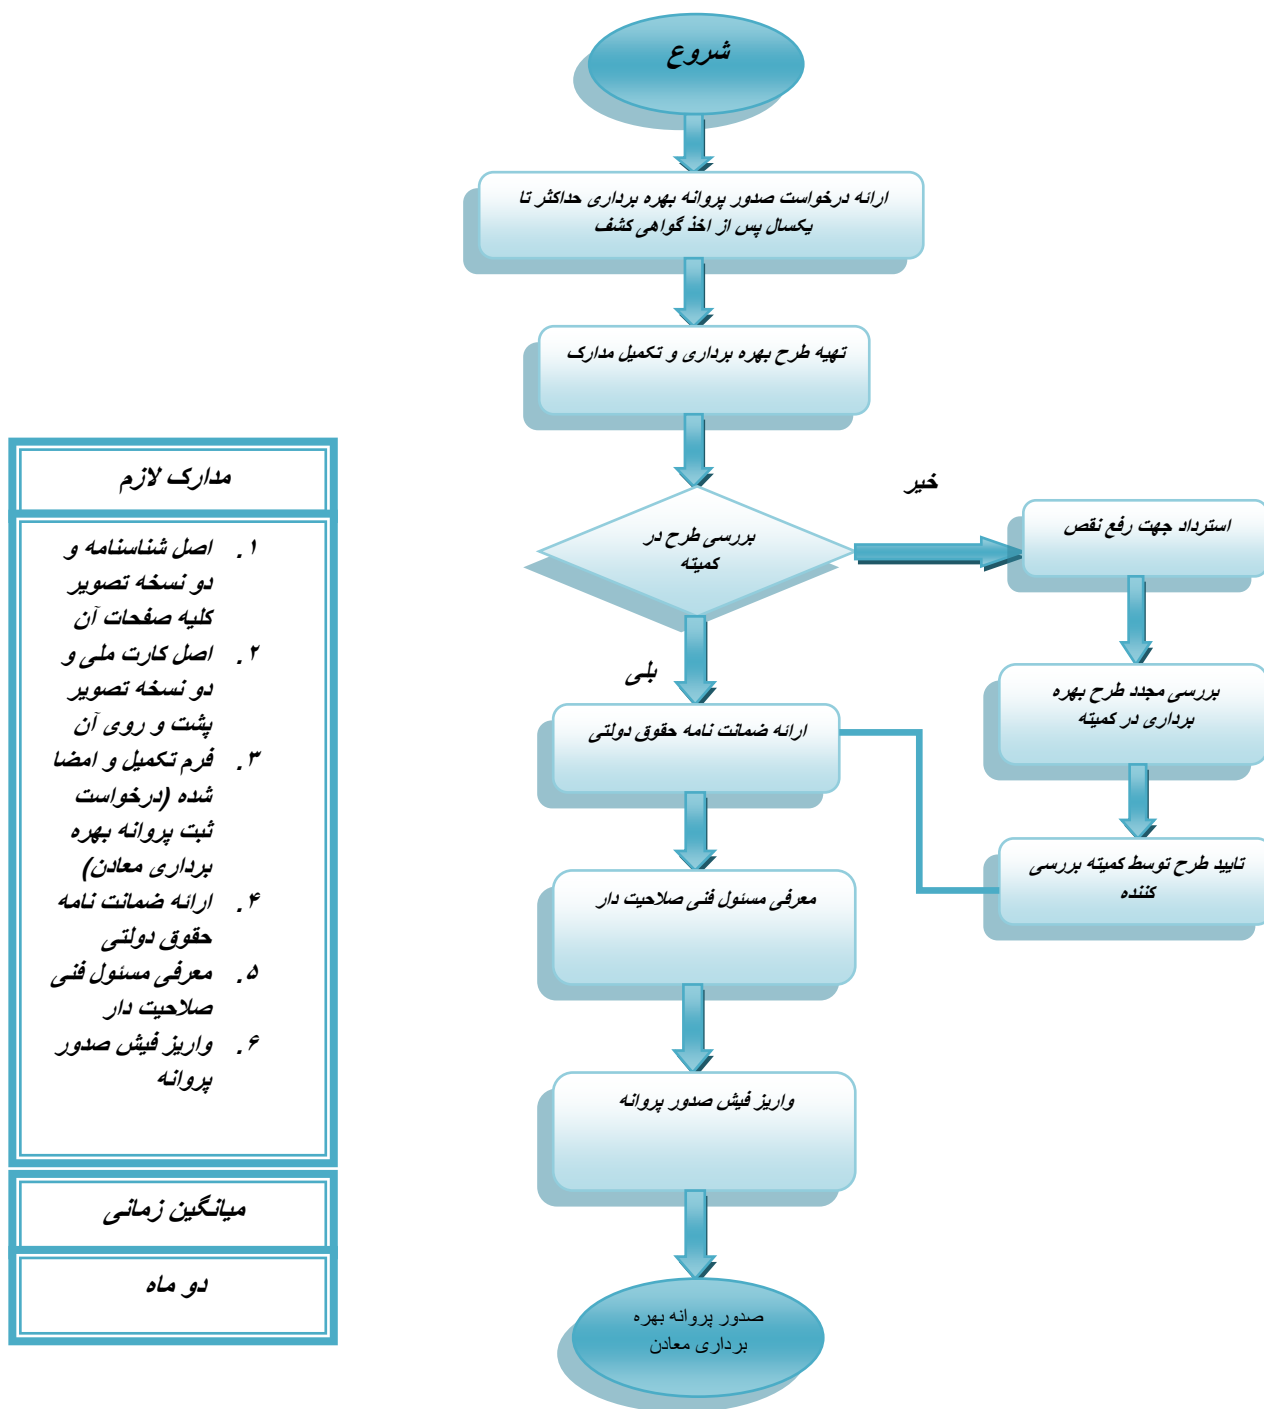 شروع
ارائه درخواست صدور پروانه بهره برداری حداکثر تا
یکسال پس از اخذ گواهی کشف
تهیه طرح بهره برداری و تکمیل مدارک
بررسی طرح در
کمیته
خیر
استرداد جهت رفع نقص
بررسی مجدد طرح بهره
برداری در کمیته
تایید طرح توسط کمیته بررسی
کننده
بلی
ارائه ضمانت نامه حقوق دولتی
معرفی مسئول فنی صلاحیت دار
واریز فیش صدور پروانه
صدور پروانه بهره
برداری معادن
مدارک لازم
۱. اصل شناسنامه و
دو نسخه تصویر
کلیه صفحات آن
۲. اصل کارت ملی و
دو نسخه تصویر
پشت و روی آن
۳. فرم تکمیل و امضا
شده (درخواست
ثبت پروانه بهره
برداری معادن)
۴. ارائه ضمانت نامه
حقوق دولتی
۵. معرفی مسئول فنی
صلاحیت دار
۶. واریز فیش صدور
پروانه
میانگین زمانی
دو ماه